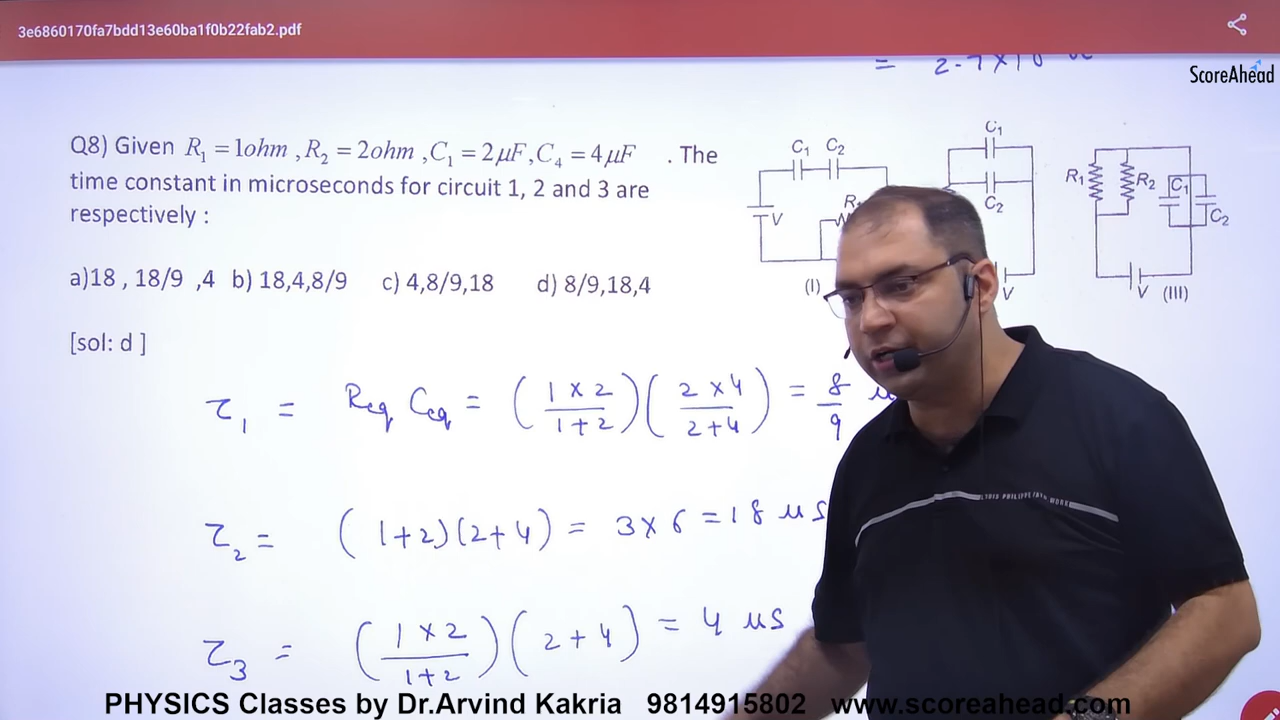 3e6860170fa7bdd13e60ba1f0b22fab2.pdf
ScoreAhead
Q8) Given R₁ = 1ohm , R₂ = 2ohm , C₁ = 2μF, C₄ = 4μF . The
time constant in microseconds for circuit 1, 2 and 3 are
respectively :
a)18 , 18/9 ,4 b) 18,4,8/9 c) 4,8/9,18 d) 8/9,18,4
[sol: d ]
C₁ C₂
V
(I)
C₁
C₂
V
R₁ R₂ C₁ C₂
V (III)
τ₁ = Req Ceq = (1 × 2 / 1 + 2) (2 × 4 / 2 + 4) = 8/9
τ₂ = (1+2)(2+4) = 3 × 6 = 18 μs
τ₃ = (1 × 2 / 1 + 2) (2 + 4) = 4 μs
PHYSICS Classes by Dr.Arvind Kakria 9814915802 www.scoreahead.com